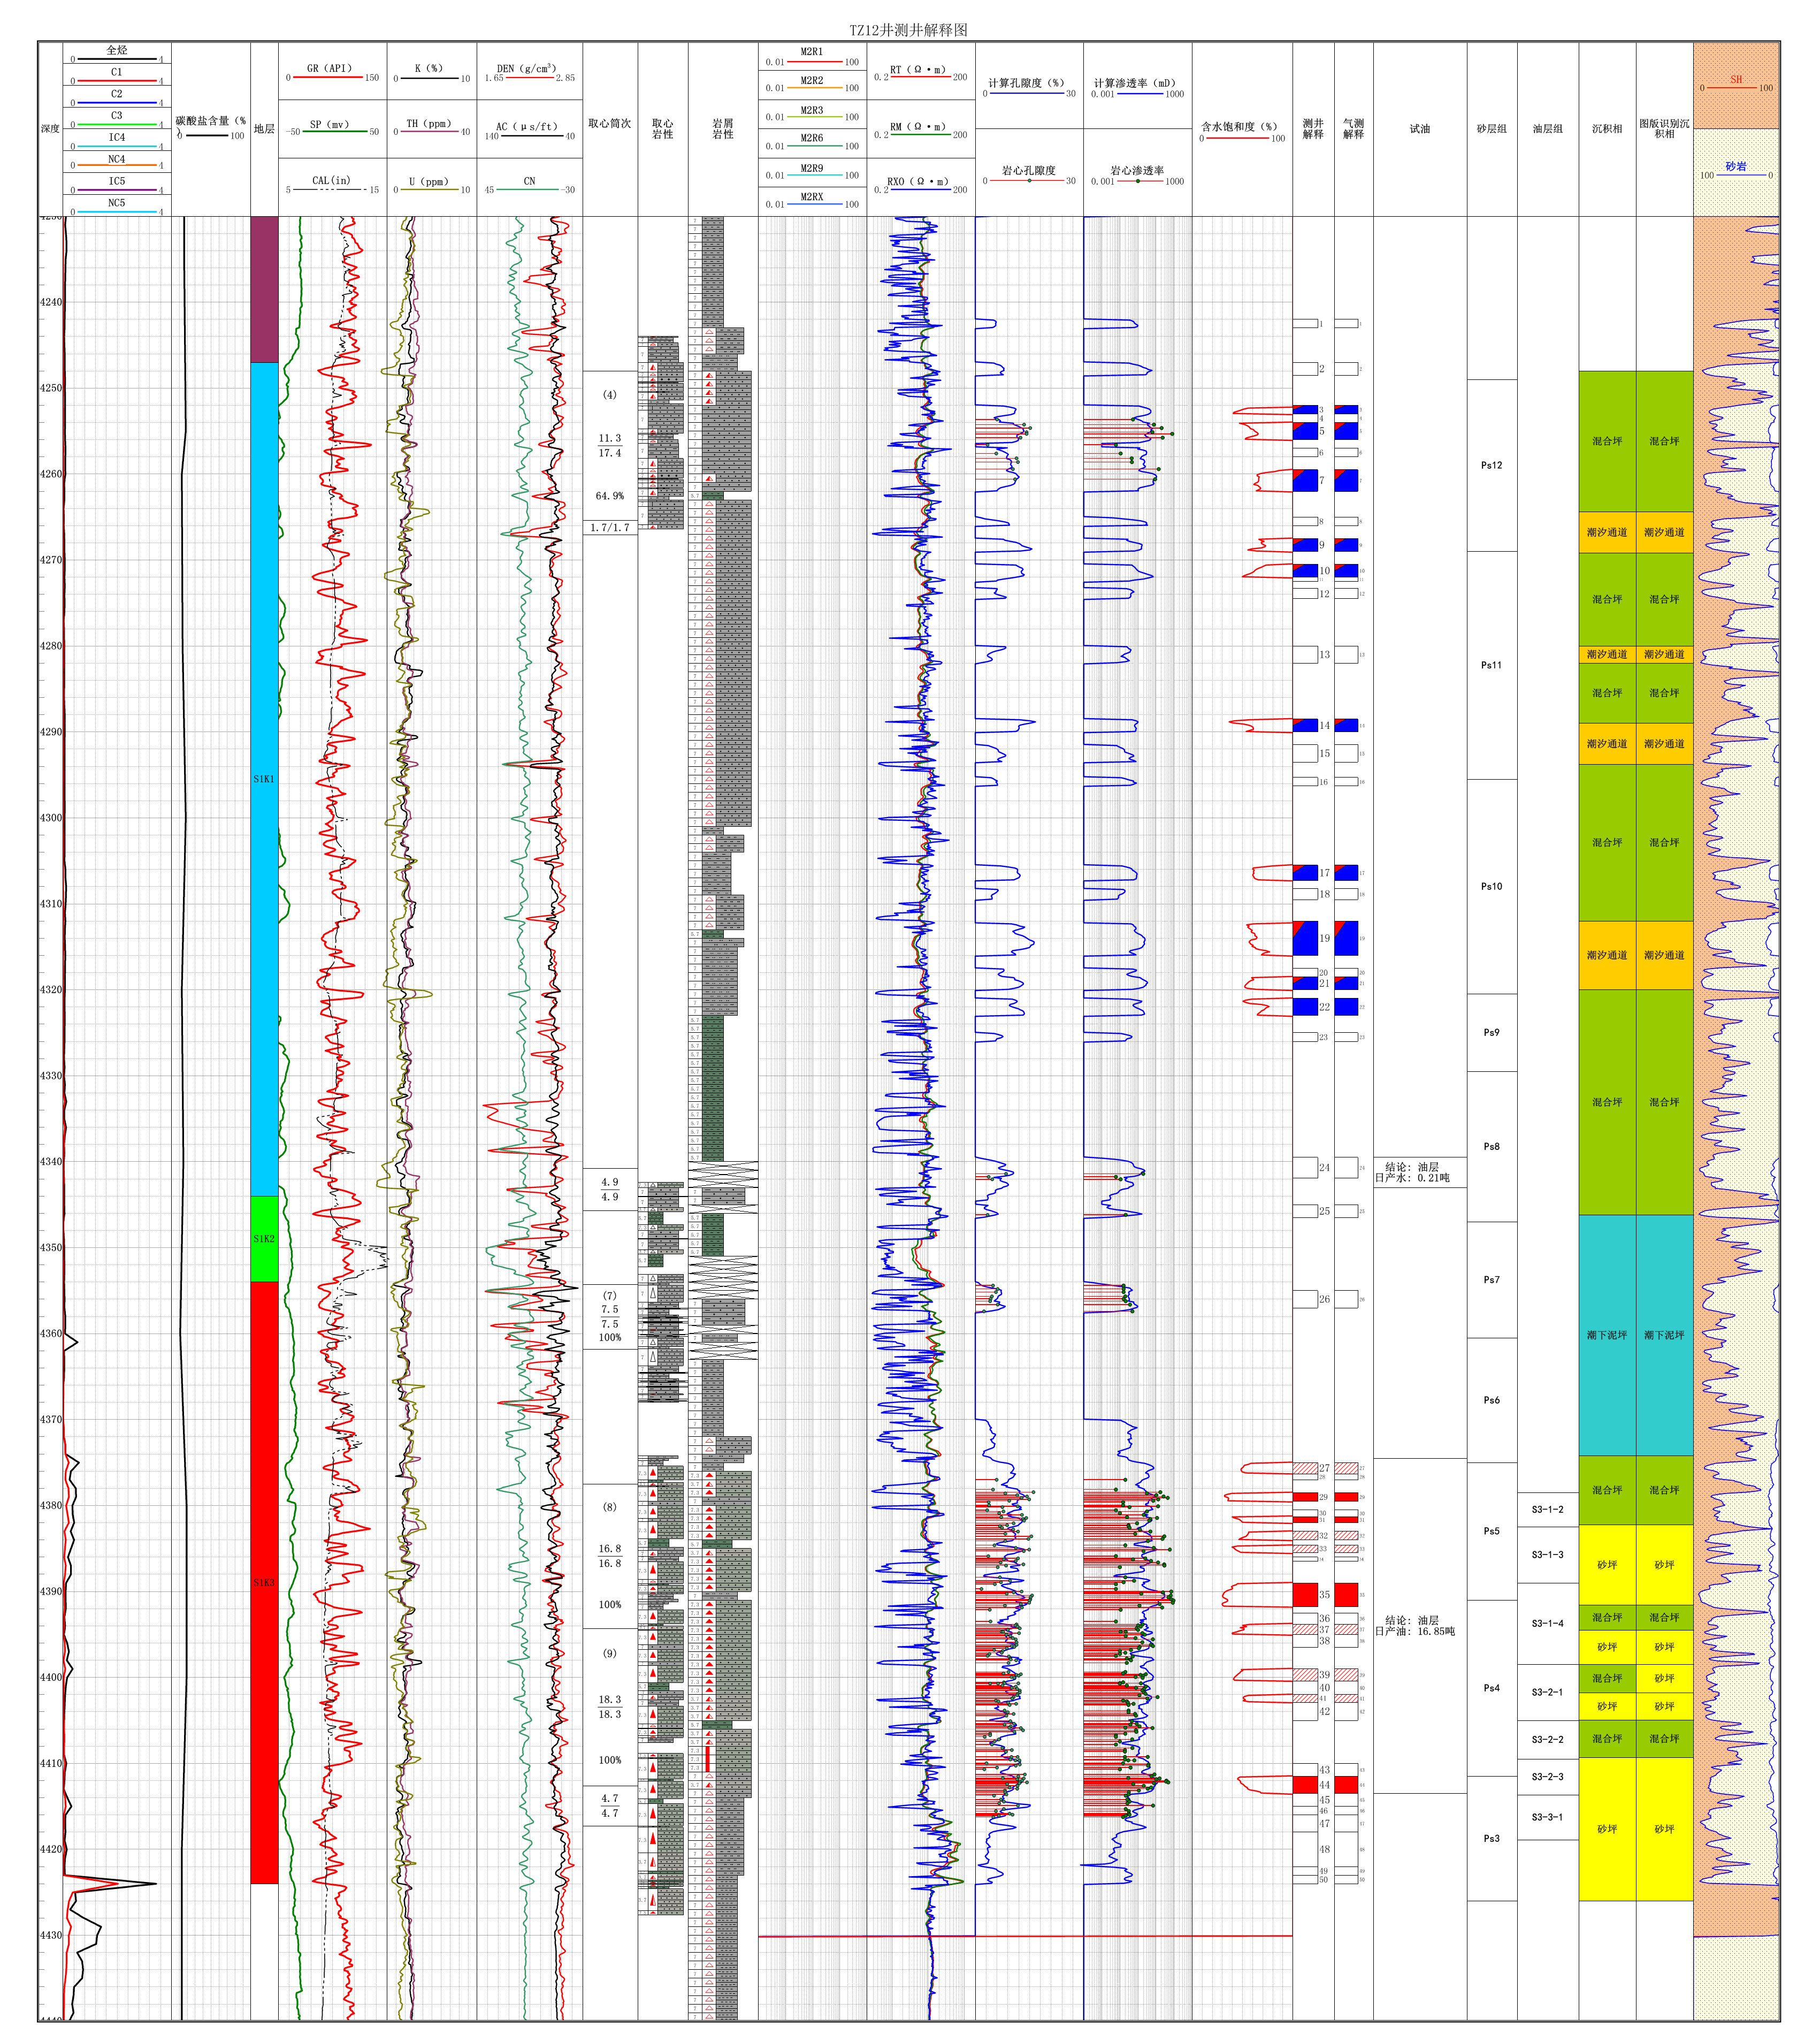 TZ12井测井解释图
深度
全烃
0 4
C1
0 4
C2
0 4
C3
0 4
IC4
0 4
NC4
0 4
IC5
0 4
NC5
0 4
碳酸盐含量 (%
)
0 100
地层
GR (API)
0 150
SP (mv)
-50 50
CAL(in)
5 15
K (%)
0 10
TH (ppm)
0 40
U (ppm)
0 10
DEN (g/cm3)
1.65 2.85
AC (μs/ft)
140 40
CN
45 -30
取心筒次
取心
岩性
岩屑
岩性
M2R1
0.01 100
M2R2
0.01 100
M2R3
0.01 100
M2R6
0.01 100
M2R9
0.01 100
M2RX
0.01 100
RT (Ω·m)
0.2 200
RM (Ω·m)
0.2 200
RXO (Ω·m)
0.2 200
计算孔隙度 (%)
0 30
岩心孔隙度
0 30
计算渗透率 (mD)
0.001 1000
岩心渗透率
0.001 1000
含水饱和度 (%)
0 100
测井
解释
气测
解释
试油
砂层组
油层组
沉积相
图版识别沉
积相
SH
0 100
砂岩
100 0
4240
4250
4260
4270
4280
4290
4300
4310
4320
4330
4340
4350
4360
4370
4380
4390
4400
4410
4420
4430
S1K1
S1K2
S1K3
(4)
11.3
17.4
64.9%
1.7/1.7
4.9
4.9
(7)
7.5
7.5
100%
(8)
16.8
16.8
100%
(9)
18.3
18.3
100%
4.7
4.7
1
2
3
4
5
6
7
8
9
10
11
12
13
14
15
16
17
18
19
20
21
22
23
24
25
26
27
28
29
30
31
32
33
34
35
36
37
38
39
40
41
42
43
44
45
46
47
48
49
50
结论: 油层
日产水: 0.21吨
结论: 油层
日产油: 16.85吨
Ps12
Ps11
Ps10
Ps9
Ps8
Ps7
Ps6
Ps5
Ps4
Ps3
S3-1-2
S3-1-3
S3-1-4
S3-2-1
S3-2-2
S3-2-3
S3-3-1
混合坪 混合坪
潮汐通道 潮汐通道
混合坪 混合坪
潮汐通道 潮汐通道
混合坪 混合坪
潮汐通道 潮汐通道
混合坪 混合坪
潮汐通道 潮汐通道
混合坪 混合坪
潮下泥坪 潮下泥坪
混合坪 混合坪
砂坪 砂坪
混合坪 混合坪
砂坪 砂坪
混合坪 砂坪
砂坪 砂坪
混合坪 混合坪
砂坪 砂坪